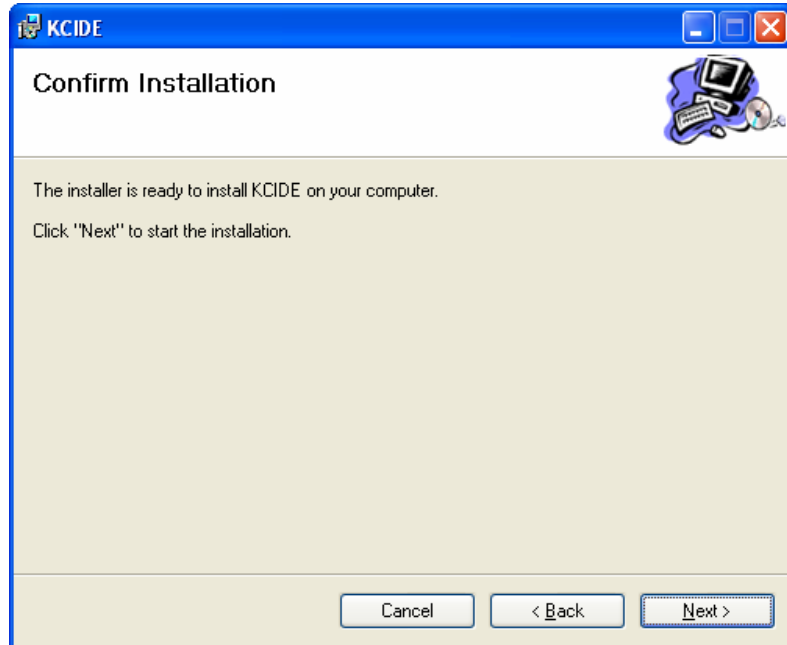 KCIDE
Confirm Installation
The installer is ready to install KCIDE on your computer.
Click "Next" to start the installation.
Cancel
< Back
Next >